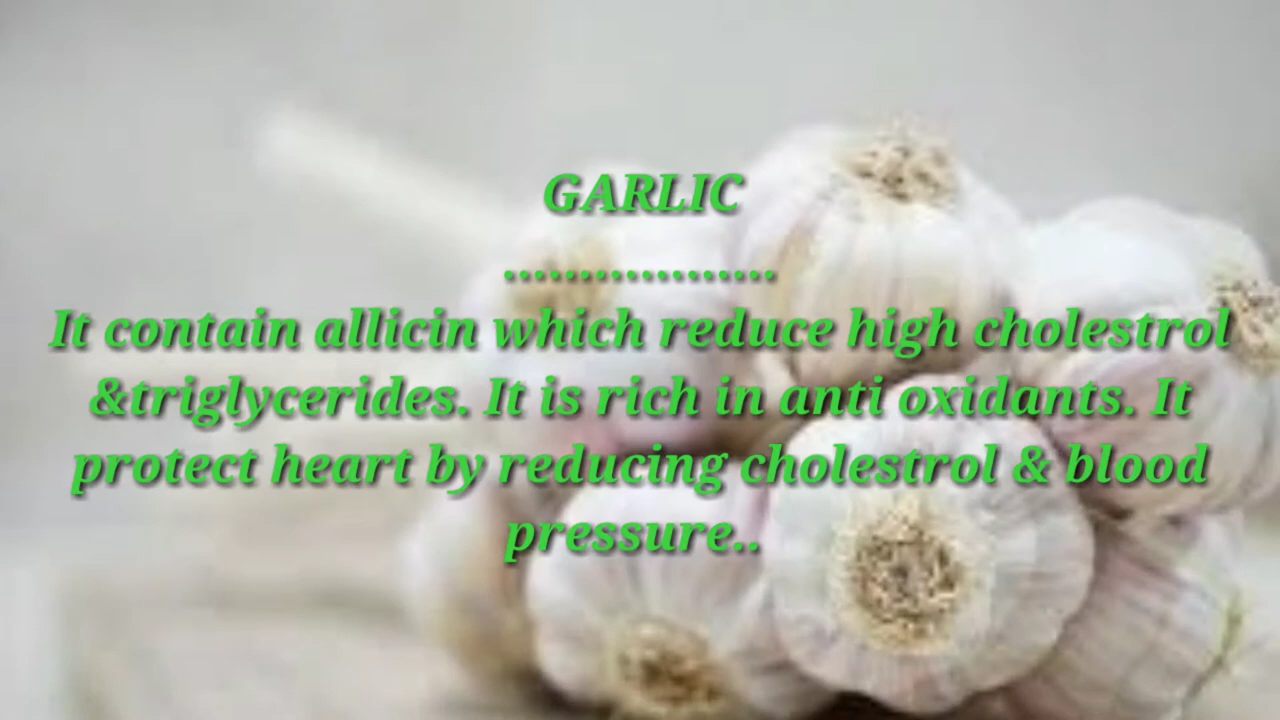 GARLIC
..................
It contain allicin which reduce high cholestrol
&triglycerides. It is rich in anti oxidants. It
protect heart by reducing cholestrol & blood
pressure..